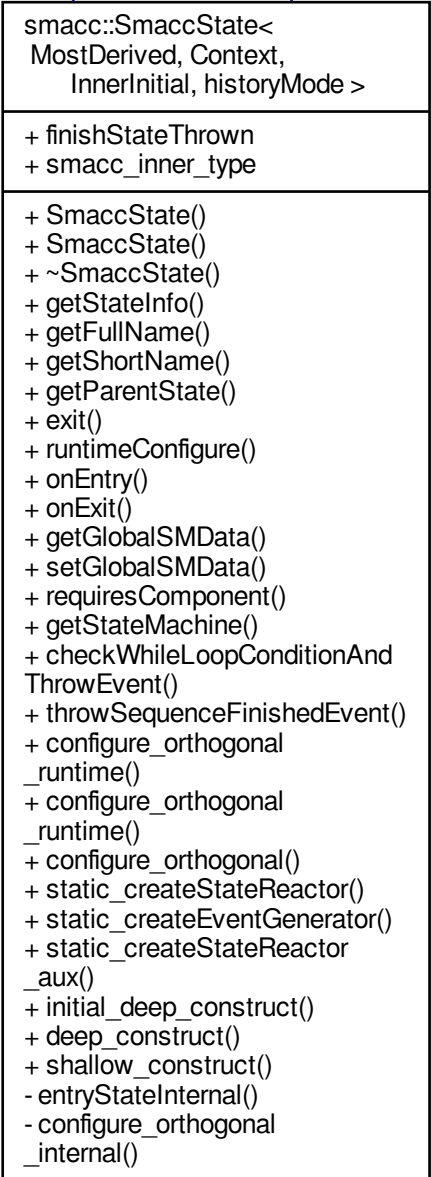 smacc::SmaccState<
MostDerived, Context,
InnerInitial, historyMode >
+ finishStateThrown
+ smacc_inner_type
+ SmaccState()
+ SmaccState()
+ ~SmaccState()
+ getStateInfo()
+ getFullName()
+ getShortName()
+ getParentState()
+ exit()
+ runtimeConfigure()
+ onEntry()
+ onExit()
+ getGlobalSMData()
+ setGlobalSMData()
+ requiresComponent()
+ getStateMachine()
+ checkWhileLoopConditionAnd
ThrowEvent()
+ throwSequenceFinishedEvent()
+ configure_orthogonal
_runtime()
+ configure_orthogonal
_runtime()
+ configure_orthogonal()
+ static_createStateReactor()
+ static_createEventGenerator()
+ static_createStateReactor
_aux()
+ initial_deep_construct()
+ deep_construct()
+ shallow_construct()
- entryStateInternal()
- configure_orthogonal
_internal()